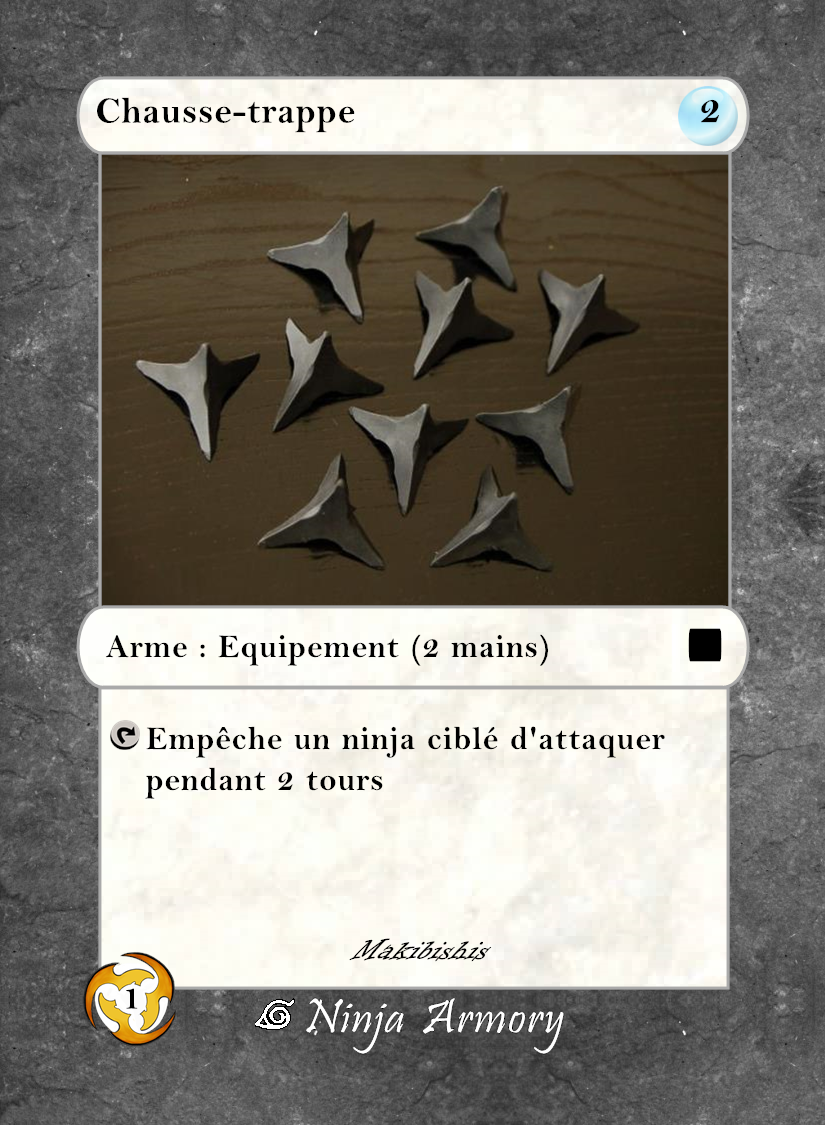 Chausse-trappe
2
Arme : Equipement (2 mains)
Empêche un ninja ciblé d'attaquer
pendant 2 tours
Makibishis
1
Ninja Armory